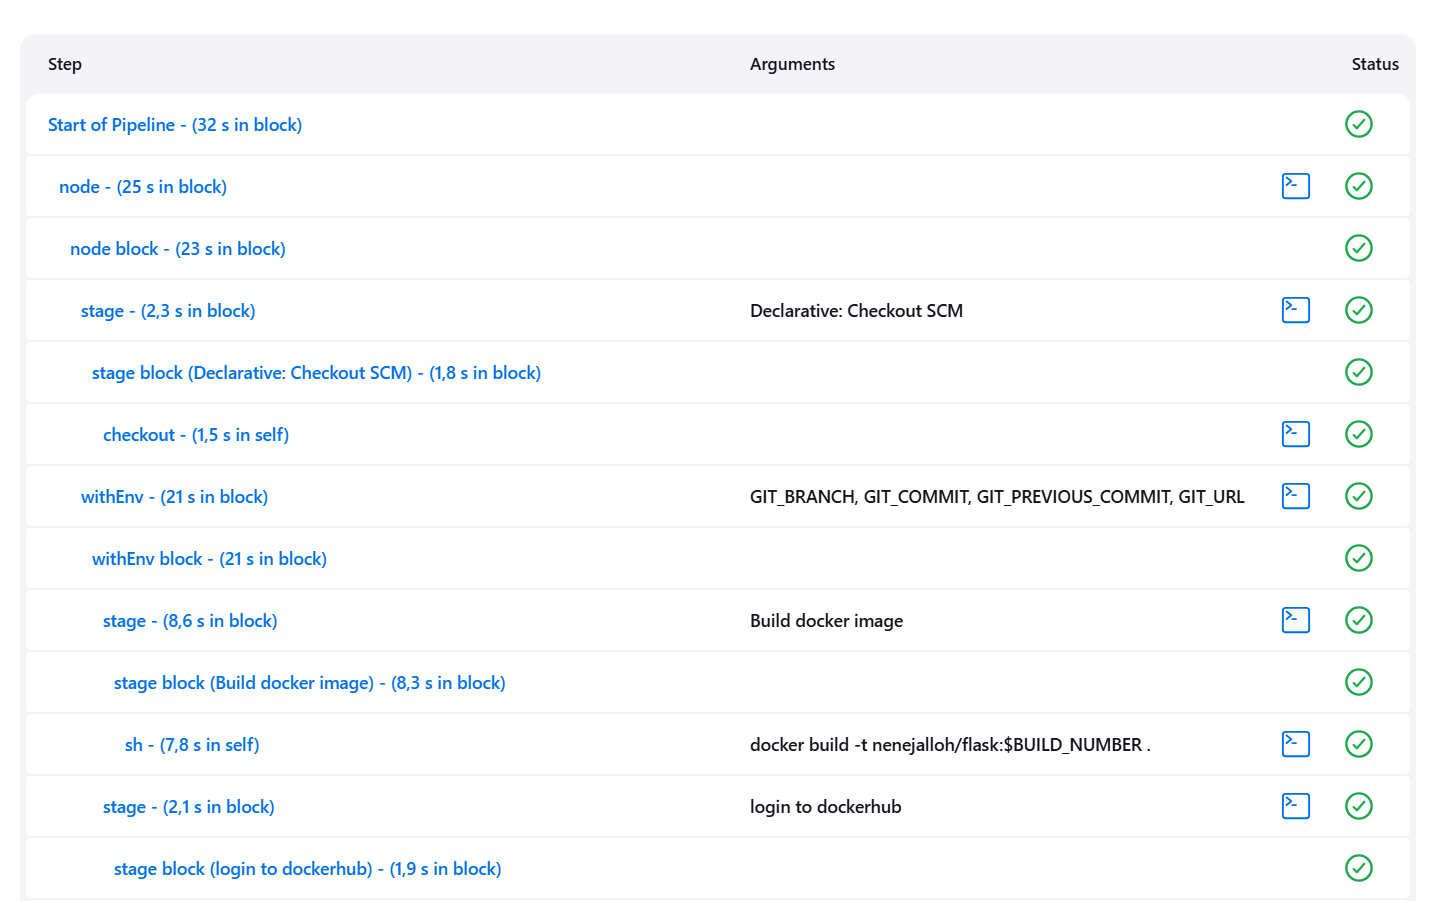 Step Arguments Status
Start of Pipeline - (32 s in block)
node - (25 s in block)
node block - (23 s in block)
stage - (2,3 s in block) Declarative: Checkout SCM
stage block (Declarative: Checkout SCM) - (1,8 s in block)
checkout - (1,5 s in self)
withEnv - (21 s in block) GIT_BRANCH, GIT_COMMIT, GIT_PREVIOUS_COMMIT, GIT_URL
withEnv block - (21 s in block)
stage - (8,6 s in block) Build docker image
stage block (Build docker image) - (8,3 s in block)
sh - (7,8 s in self) docker build -t nenejalloh/flask:$BUILD_NUMBER .
stage - (2,1 s in block) login to dockerhub
stage block (login to dockerhub) - (1,9 s in block)